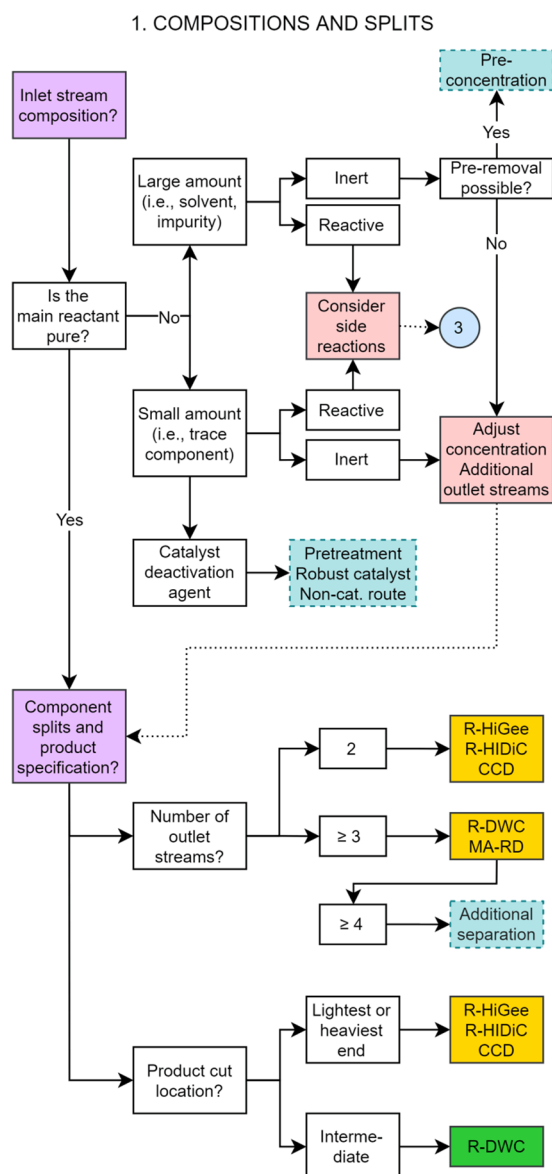 1. COMPOSITIONS AND SPLITS
Pre-
concentration
Inlet stream
composition?
Yes
Large amount
(i.e., solvent,
impurity)
Inert
Pre-removal
possible?
Reactive
No
Is the
main reactant
pure?
No
Consider
side
reactions
3
Small amount
(i.e., trace
component)
Reactive
Inert
Adjust
concentration
Additional
outlet streams
Yes
Catalyst
deactivation
agent
Pretreatment
Robust catalyst
Non-cat. route
Component
splits and
product
specification?
Number of
outlet
streams?
2
R-HiGee
R-HIDiC
CCD
≥ 3
R-DWC
MA-RD
≥ 4
Additional
separation
Product cut
location?
Lightest or
heaviest
end
R-HiGee
R-HIDiC
CCD
Interme-
diate
R-DWC